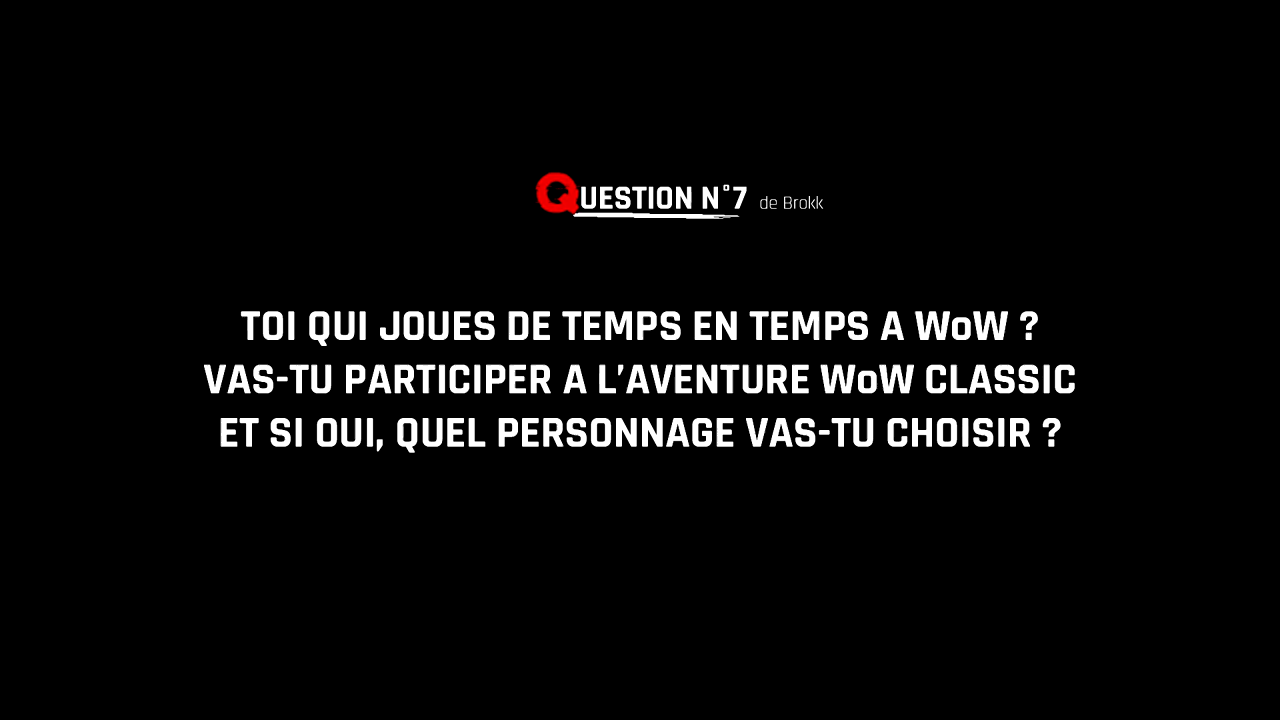 QUESTION N°7 de Brokk
TOI QUI JOUES DE TEMPS EN TEMPS A WoW ?
VAS-TU PARTICIPER A L'AVENTURE WoW CLASSIC
ET SI OUI, QUEL PERSONNAGE VAS-TU CHOISIR ?